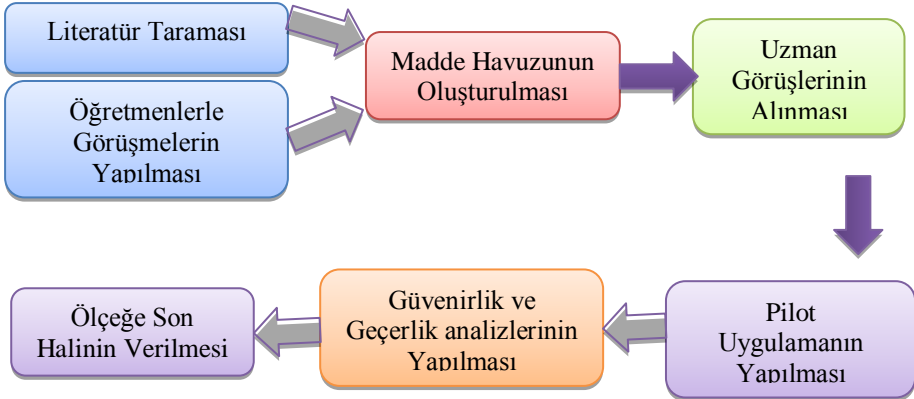 Literatür Taraması
Öğretmenlerle
Görüşmelerin
Yapılması
Madde Havuzunun
Oluşturulması
Uzman
Görüşlerinin
Alınması
Pilot
Uygulamanın
Yapılması
Güvenirlik ve
Geçerlik analizlerinin
Yapılması
Ölçeğe Son
Halinin Verilmesi